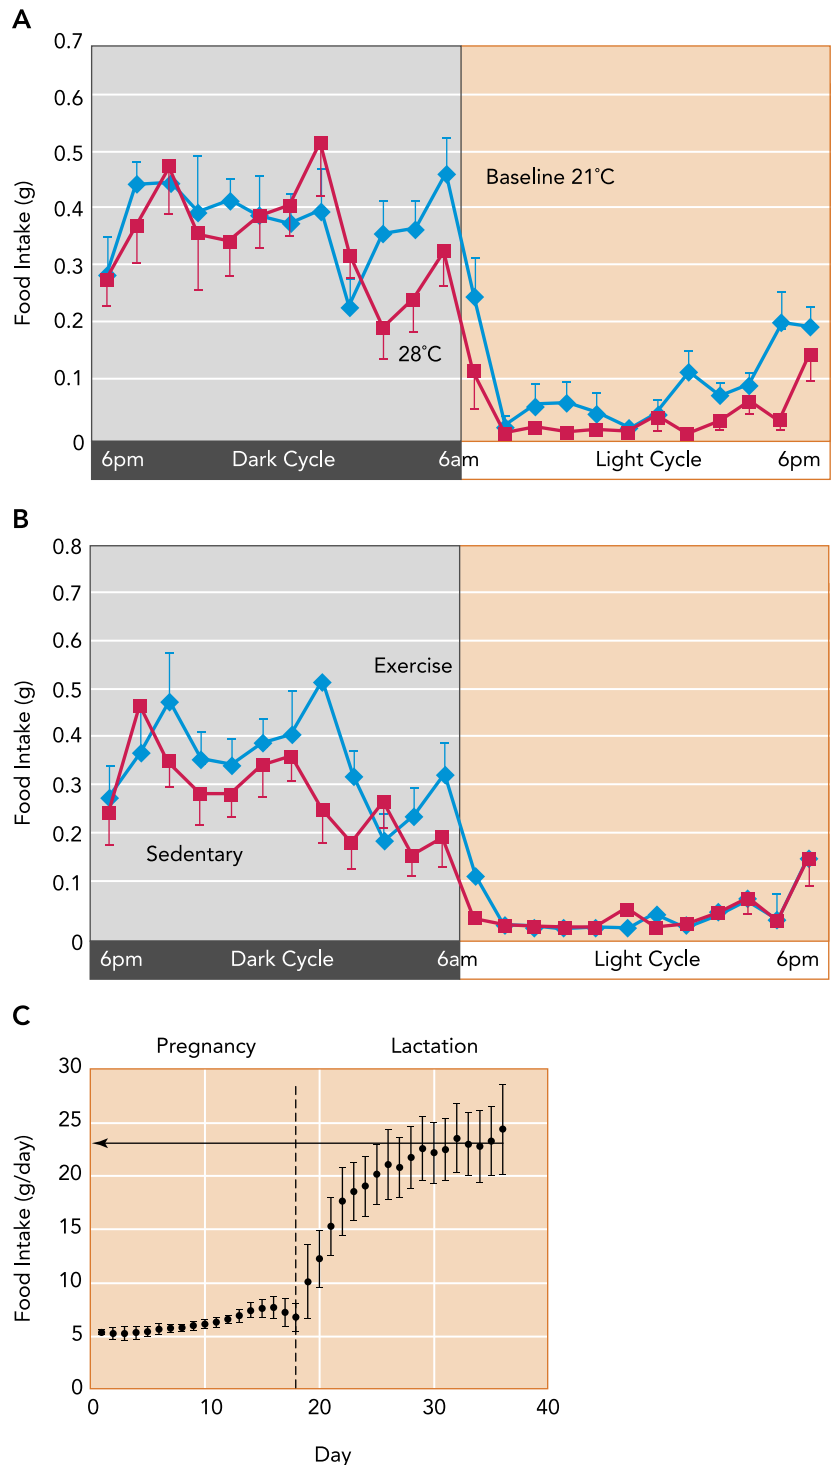 A
0.7
0.6
0.5
0.4
0.3
0.2
0.1
0
Food Intake (g)
Baseline 21˚C
28˚C
6pm Dark Cycle 6am Light Cycle 6pm
B
0.8
0.7
0.6
0.5
0.4
0.3
0.2
0.1
0
Food Intake (g)
Exercise
Sedentary
6pm Dark Cycle 6am Light Cycle 6pm
C
Pregnancy Lactation
30
25
20
15
10
5
0
Food Intake (g/day)
0 10 20 30 40
Day